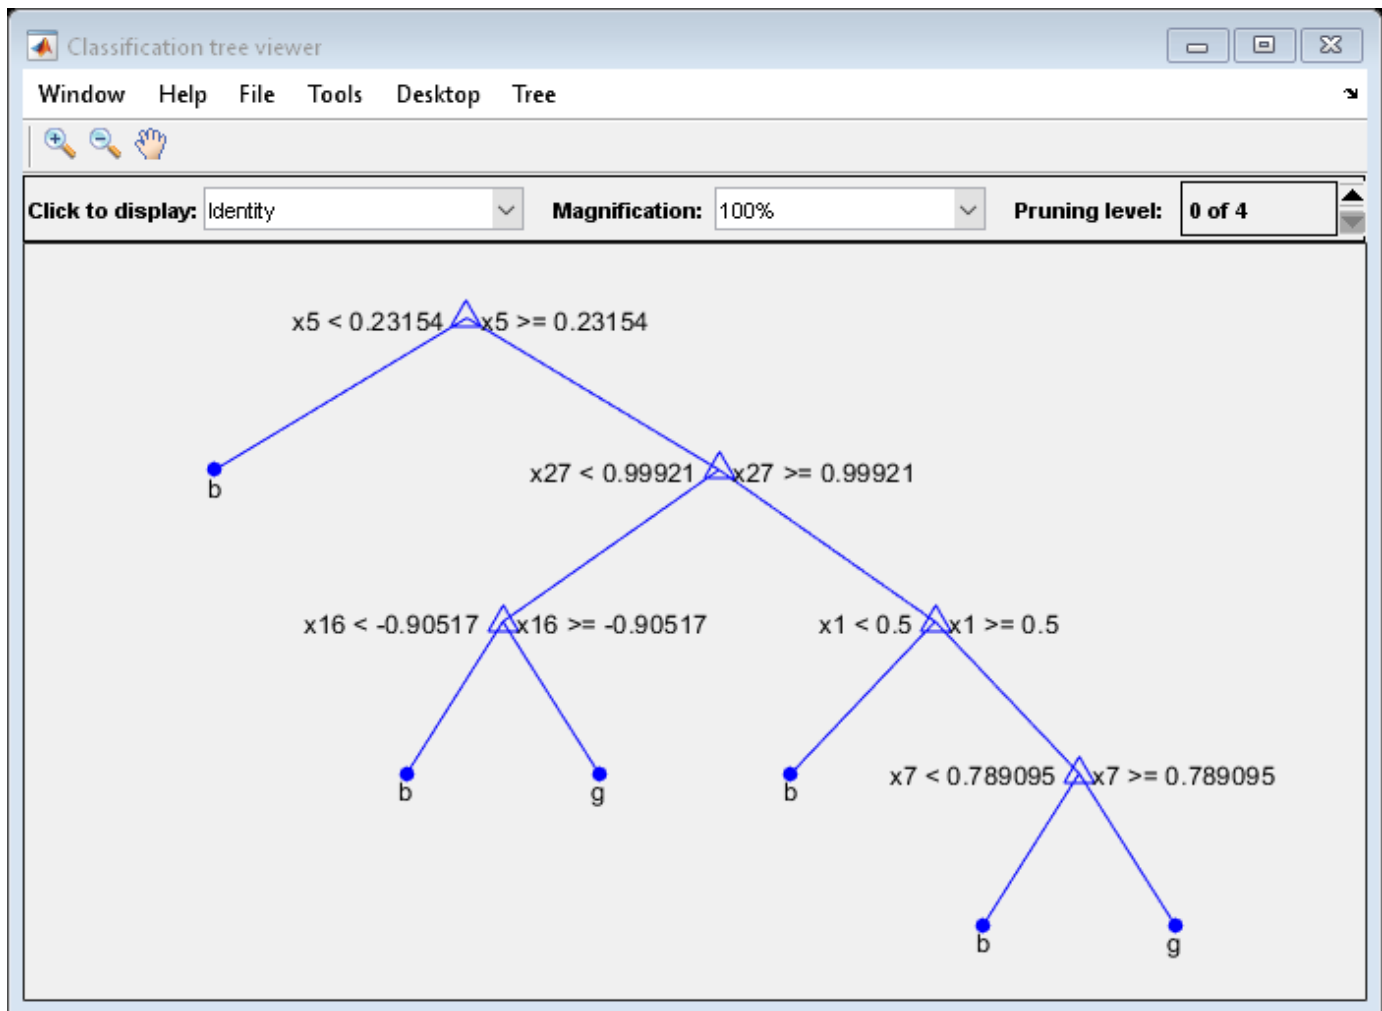 Classification tree viewer
Window Help File Tools Desktop Tree
Click to display: Identity Magnification: 100% Pruning level: 0 of 4
x5 < 0.23154 x5 >= 0.23154
b x27 < 0.99921 x27 >= 0.99921
x16 < -0.90517 x16 >= -0.90517 x1 < 0.5 x1 >= 0.5
b g b x7 < 0.789095 x7 >= 0.789095
b g